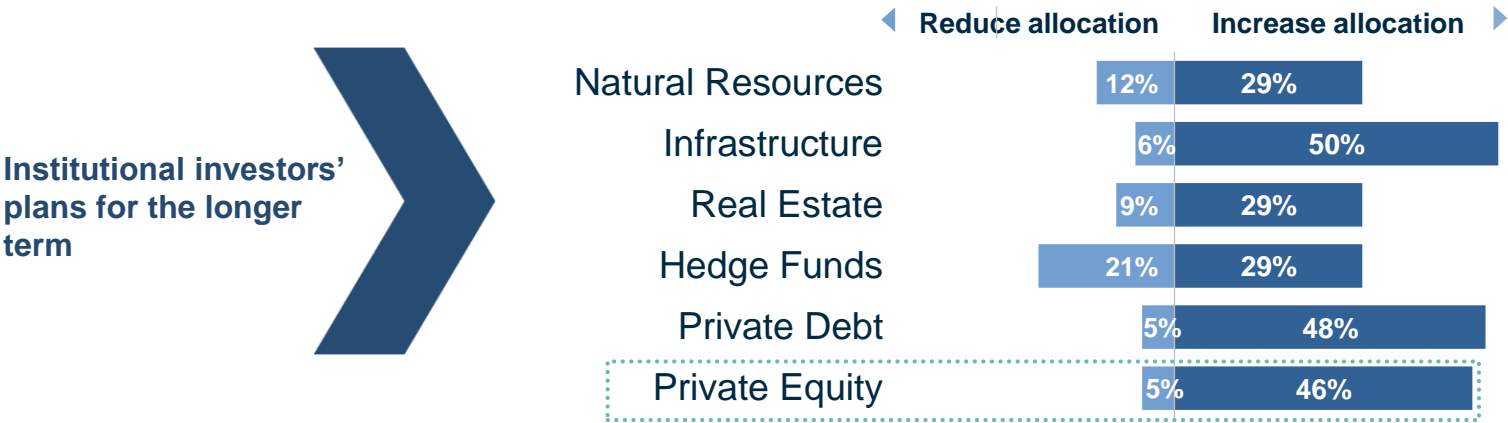 Reduce allocation Increase allocation
Natural Resources 12% 29%
Infrastructure 6% 50%
Institutional investors’
plans for the longer
term
Real Estate 9% 29%
Hedge Funds 21% 29%
Private Debt 5% 48%
Private Equity 5% 46%